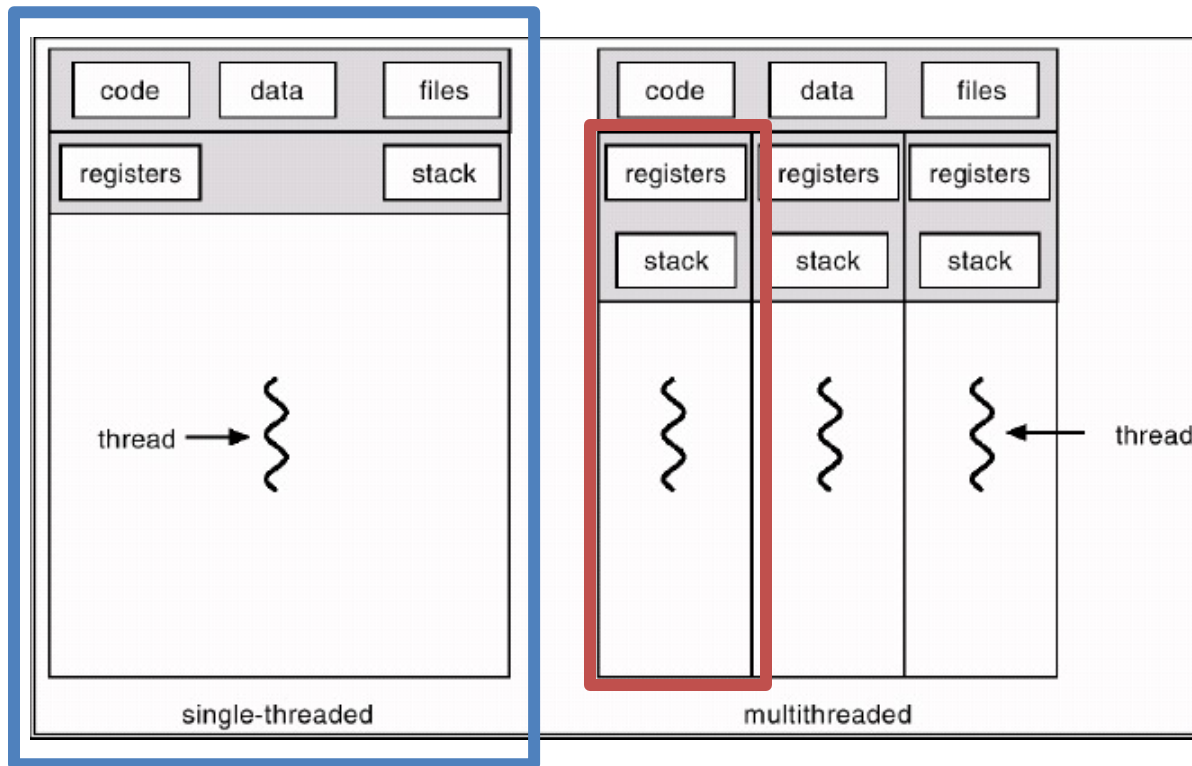 code data files
registers stack
thread
single-threaded
code data files
registers registers registers
stack stack stack
thread
multithreaded